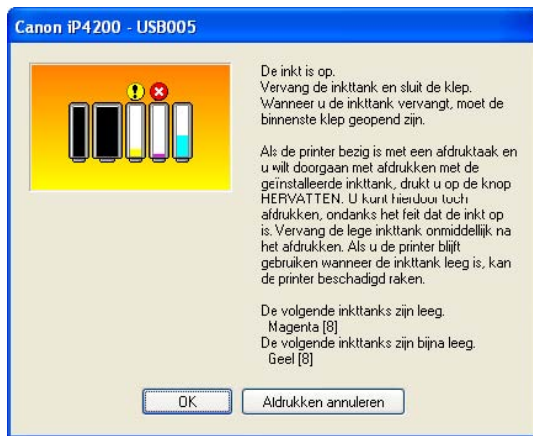 Canon iP4200 - USB005
De inkt is op.
Vervang de inkttank en sluit de klep.
Wanneer u de inkttank vervangt, moet de
binnenste klep geopend zijn.
Als de printer bezig is met een afdruktaak en
u wilt doorgaan met afdrukken met de
geïnstalleerde inkttank, drukt u op de knop
HERVATTEN. U kunt hierdoor toch
afdrukken, ondanks het feit dat de inkt op
is. Vervang de lege inkttank onmiddellijk na
het afdrukken. Als u de printer blijft
gebruiken wanneer de inkttank leeg is, kan
de printer beschadigd raken.
De volgende inkttanks zijn leeg.
Magenta [8]
De volgende inkttanks zijn bijna leeg.
Geel [8]
OK
Afdrukken annuleren